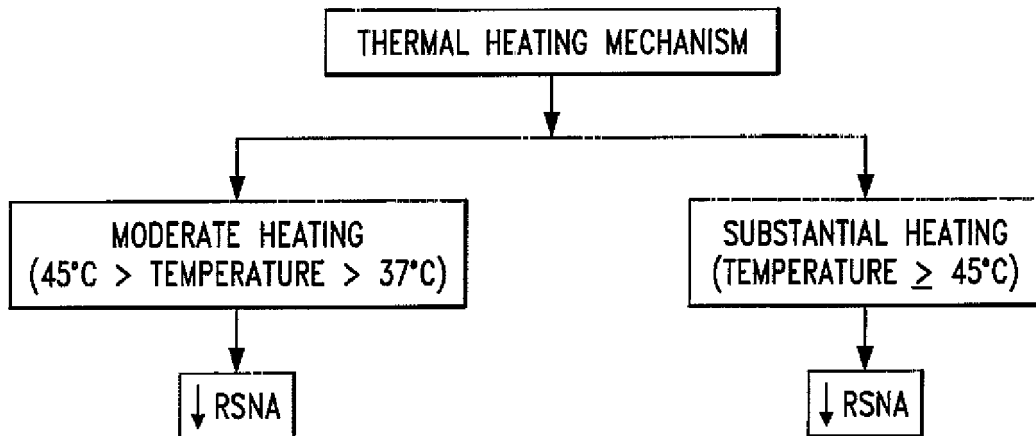 THERMAL HEATING MECHANISM
MODERATE HEATING
(45°C > TEMPERATURE > 37°C)
SUBSTANTIAL HEATING
(TEMPERATURE ≥ 45°C)
↓ RSNA
↓ RSNA